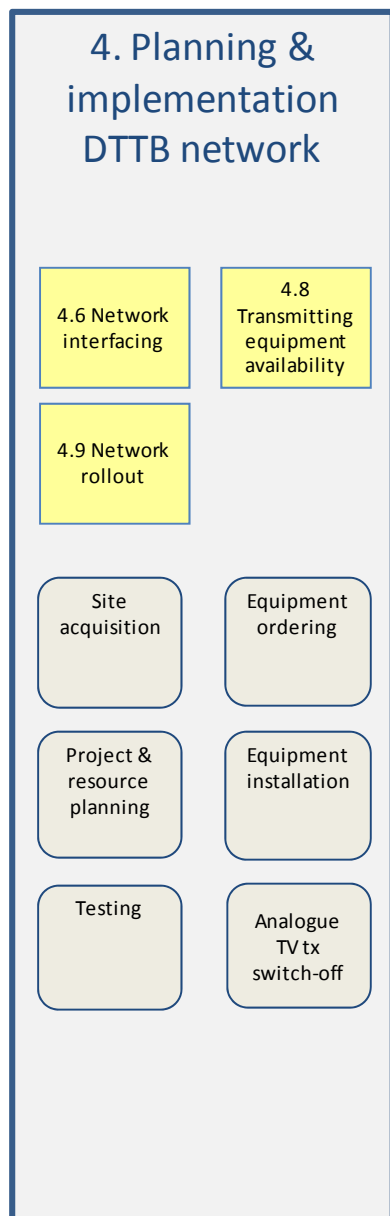 4. Planning &
implementation
DTTB network
4.6 Network
interfacing
4.8
Transmitting
equipment
availability
4.9 Network
rollout
Site
acquisition
Equipment
ordering
Project &
resource
planning
Equipment
installation
Testing
Analogue
TV tx
switch-off